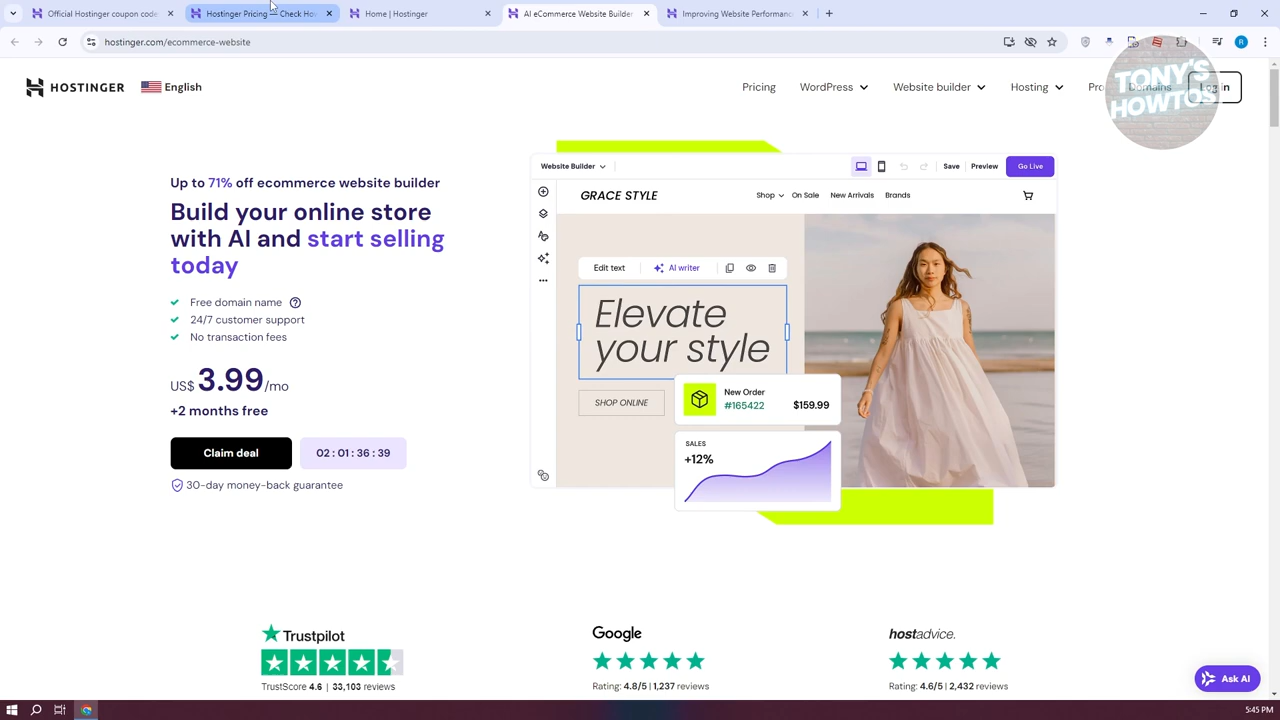 Official Hostinger coupon code
Hostinger Pricing — Check Ho
Home | Hostinger
AI eCommerce Website Builder
Improving Website Performanc
hostinger.com/ecommerce-website
R
HOSTINGER
English
Pricing
WordPress
Website builder
Hosting
Pro
Domains
Log in
TONY'S
HOWTOS
Up to 71% off ecommerce website builder
Build your online store
with AI and start selling
today
Free domain name
24/7 customer support
No transaction fees
US$ 3.99/mo
+2 months free
Claim deal
02 : 01 : 36 : 39
30-day money-back guarantee
Website Builder
Save
Preview
Go Live
GRACE STYLE
Shop
On Sale
New Arrivals
Brands
Edit text
AI writer
Elevate
your style
SHOP ONLINE
New Order
#165422
$159.99
SALES
+12%
Trustpilot
TrustScore 4.6 | 33,103 reviews
Google
Rating: 4.8/5 | 1,237 reviews
hostadvice.
Rating: 4.6/5 | 2,432 reviews
Ask AI
5:45 PM